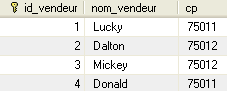 id_vendeur nom_vendeur cp
1 Lucky 75011
2 Dalton 75012
3 Mickey 75012
4 Donald 75011